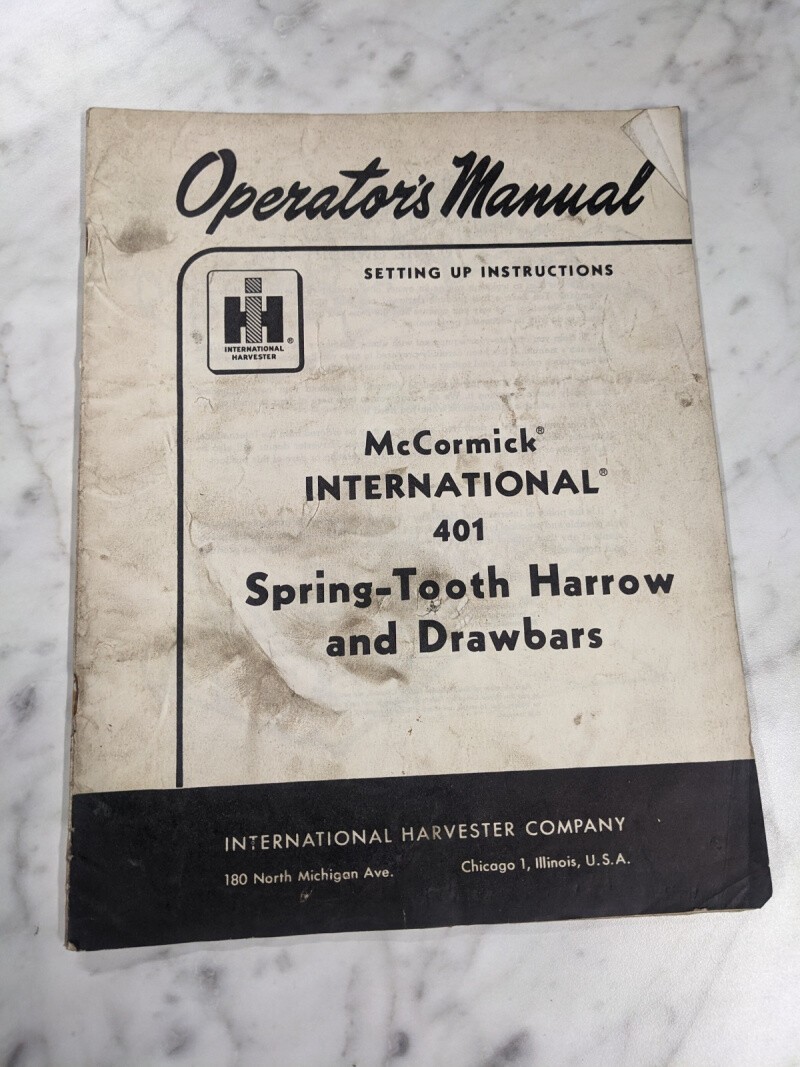 Operator's Manual
SETTING UP INSTRUCTIONS
IH
INTERNATIONAL
HARVESTER ®
McCormick®
INTERNATIONAL®
401
Spring-Tooth Harrow
and Drawbars
INTERNATIONAL HARVESTER COMPANY
180 North Michigan Ave. Chicago 1, Illinois, U.S.A.